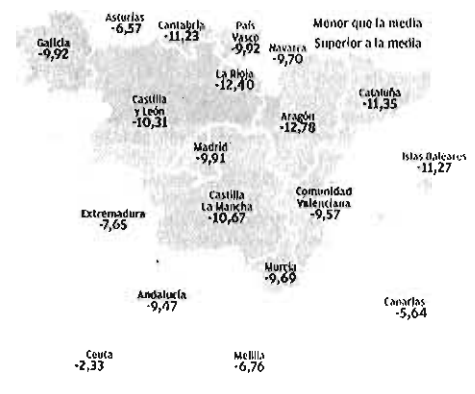 Asturias
-6,57
Cantabria
-11,23
País
Vasco
-9,92
Menor que la media
Superior a la media
Galicia
-9,92
Navarra
-9,70
La Rioja
-12,40
Cataluña
-11,35
Castilla
y León
-10,31
Aragón
-12,78
Madrid
-9,91
Islas Baleares
-11,27
Castilla
La Mancha
-10,67
Comunidad
Valenciana
-9,57
Extremadura
-7,65
Murcia
-9,69
Andalucía
-9,47
Canarias
-5,64
Ceuta
-2,33
Melilla
-6,76